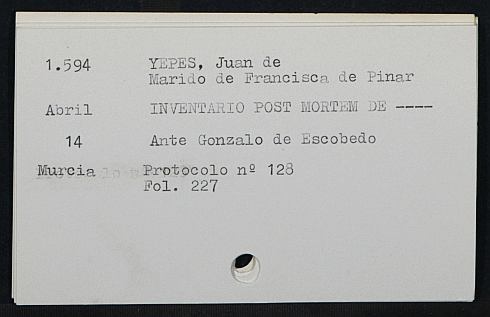 1.594 YEPES, Juan de
Marido de Francisca de Pinar
Abril INVENTARIO POST MORTEM DE ----
14 Ante Gonzalo de Escobedo
Murcia Protocolo nº 128
Fol. 227